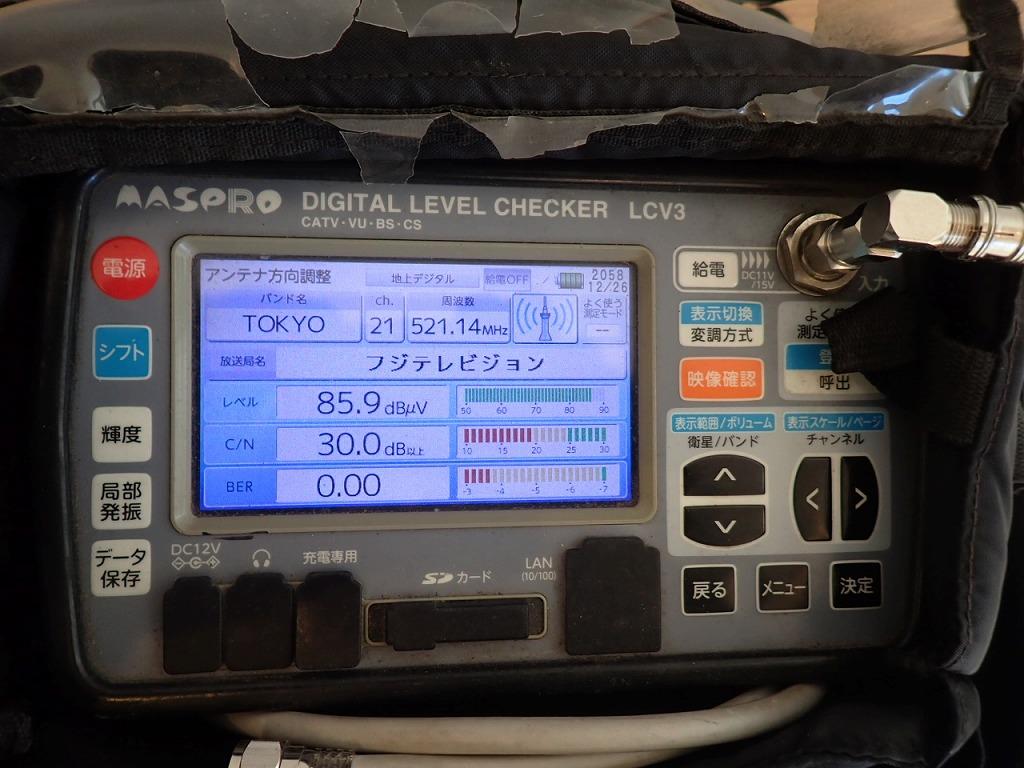 MASPRO DIGITAL LEVEL CHECKER LCV3
CATV・VU・BS・CS
電源
シフト
輝度
局部
発振
データ
保存
アンテナ方向調整
地上デジタル
給電OFF
2058
12/26
バンド名
TOKYO
ch.
21
周波数
521.14MHz
よく使う
測定モード
--
放送局名
フジテレビジョン
レベル
85.9dBμV
50 60 70 80 90
C/N
30.0dB以上
10 15 20 25 30
BER
0.00
-3 -4 -5 -6 -7
給電
DC11V
/15V
入力
表示切換
変調方式
よく使
測定
登
呼出
映像確認
表示範囲/ボリューム
衛星/バンド
表示スケール/ページ
チャンネル
戻る
メニュー
決定
DC12V
充電専用
SDカード
LAN
(10/100)